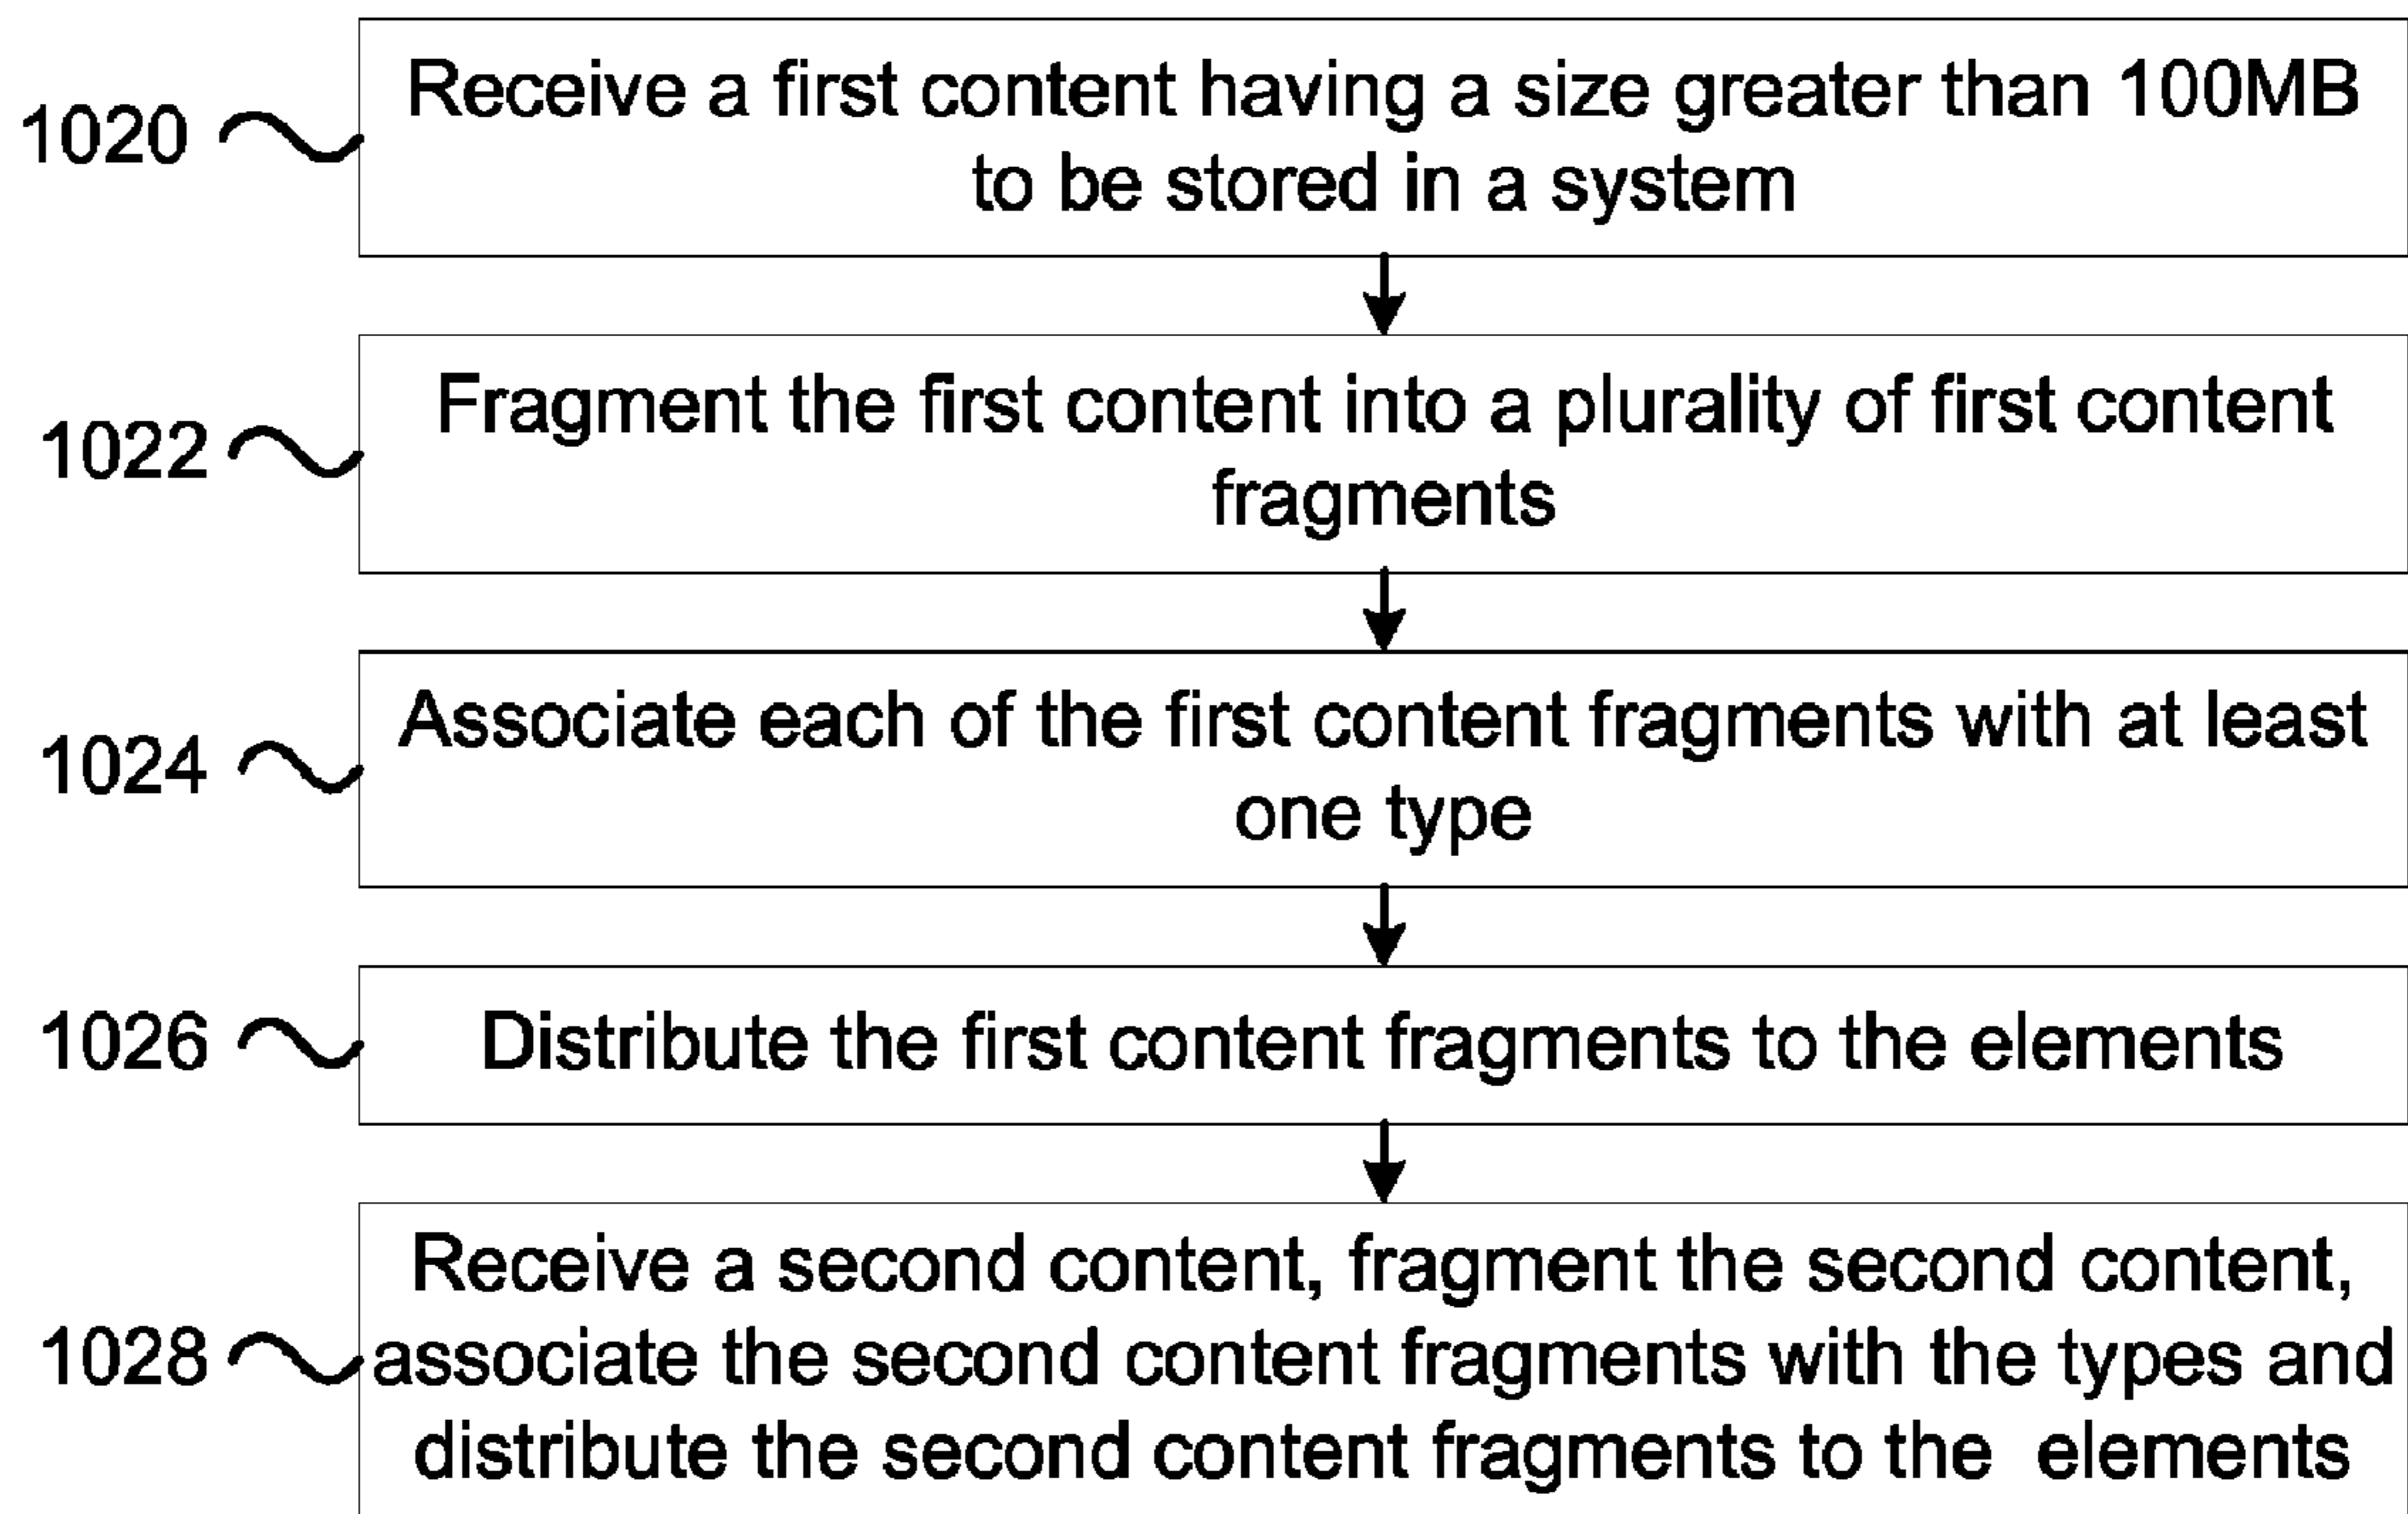 1020
Receive a first content having a size greater than 100MB
to be stored in a system
1022
Fragment the first content into a plurality of first content
fragments
1024
Associate each of the first content fragments with at least
one type
1026
Distribute the first content fragments to the elements
1028
Receive a second content, fragment the second content,
associate the second content fragments with the types and
distribute the second content fragments to the elements